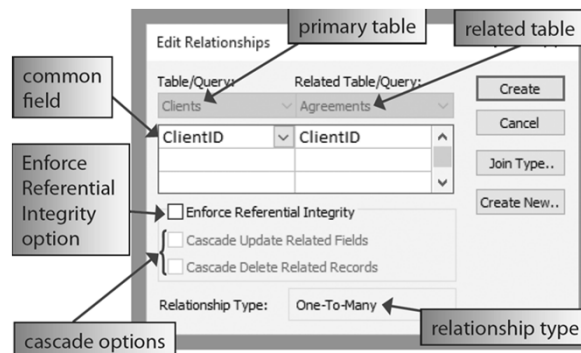 primary table
related table
Edit Relationships
common
field
Table/Query:
Related Table/Query:
Clients
Agreements
Create
ClientID
ClientID
Cancel
Join Type..
Create New..
Enforce
Referential
Integrity
option
Enforce Referential Integrity
Cascade Update Related Fields
Cascade Delete Related Records
Relationship Type:
One-To-Many
cascade options
relationship type